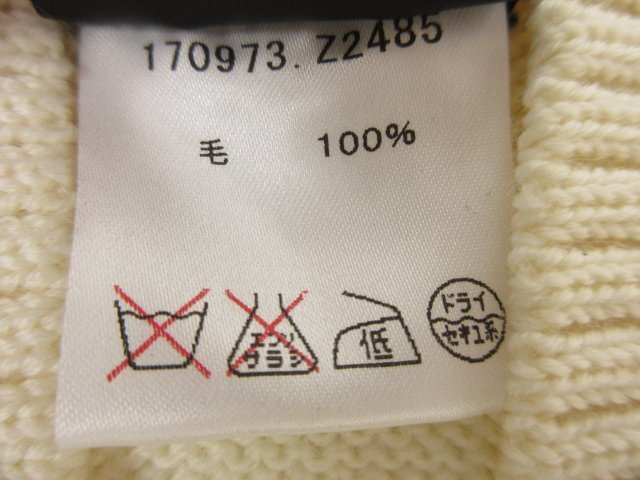 170973. Z2485
毛 100%
エンソ
サラシ
低
ドライ
セキユ系